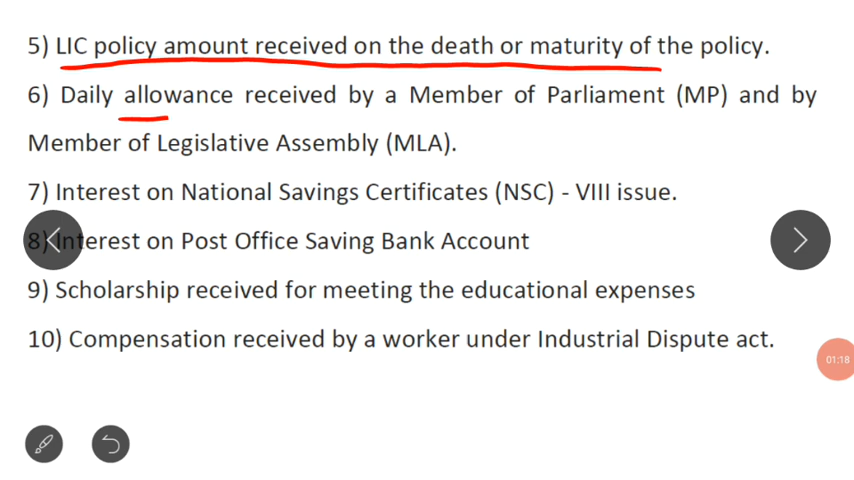 5) LIC policy amount received on the death or maturity of the policy.
6) Daily allowance received by a Member of Parliament (MP) and by
Member of Legislative Assembly (MLA).
7) Interest on National Savings Certificates (NSC) - VIII issue.
8) Interest on Post Office Saving Bank Account
9) Scholarship received for meeting the educational expenses
10) Compensation received by a worker under Industrial Dispute act.
01:18